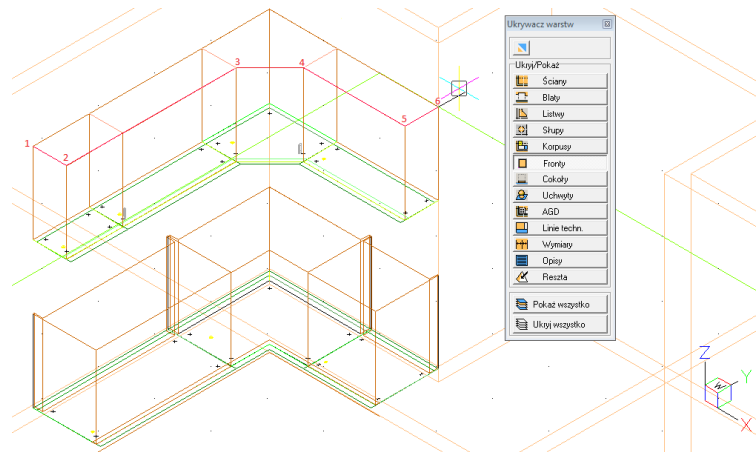 Ukrywacz warstw
Ukryj/Pokaż
Ściany
Blaty
Listwy
Słupy
Korpusy
Fronty
Cokoły
Uchwyty
AGD
Linie techn.
Wymiary
Opisy
Reszta
Pokaż wszystko
Ukryj wszystko
3 4
6
5
1
2
Z
Y
W
X